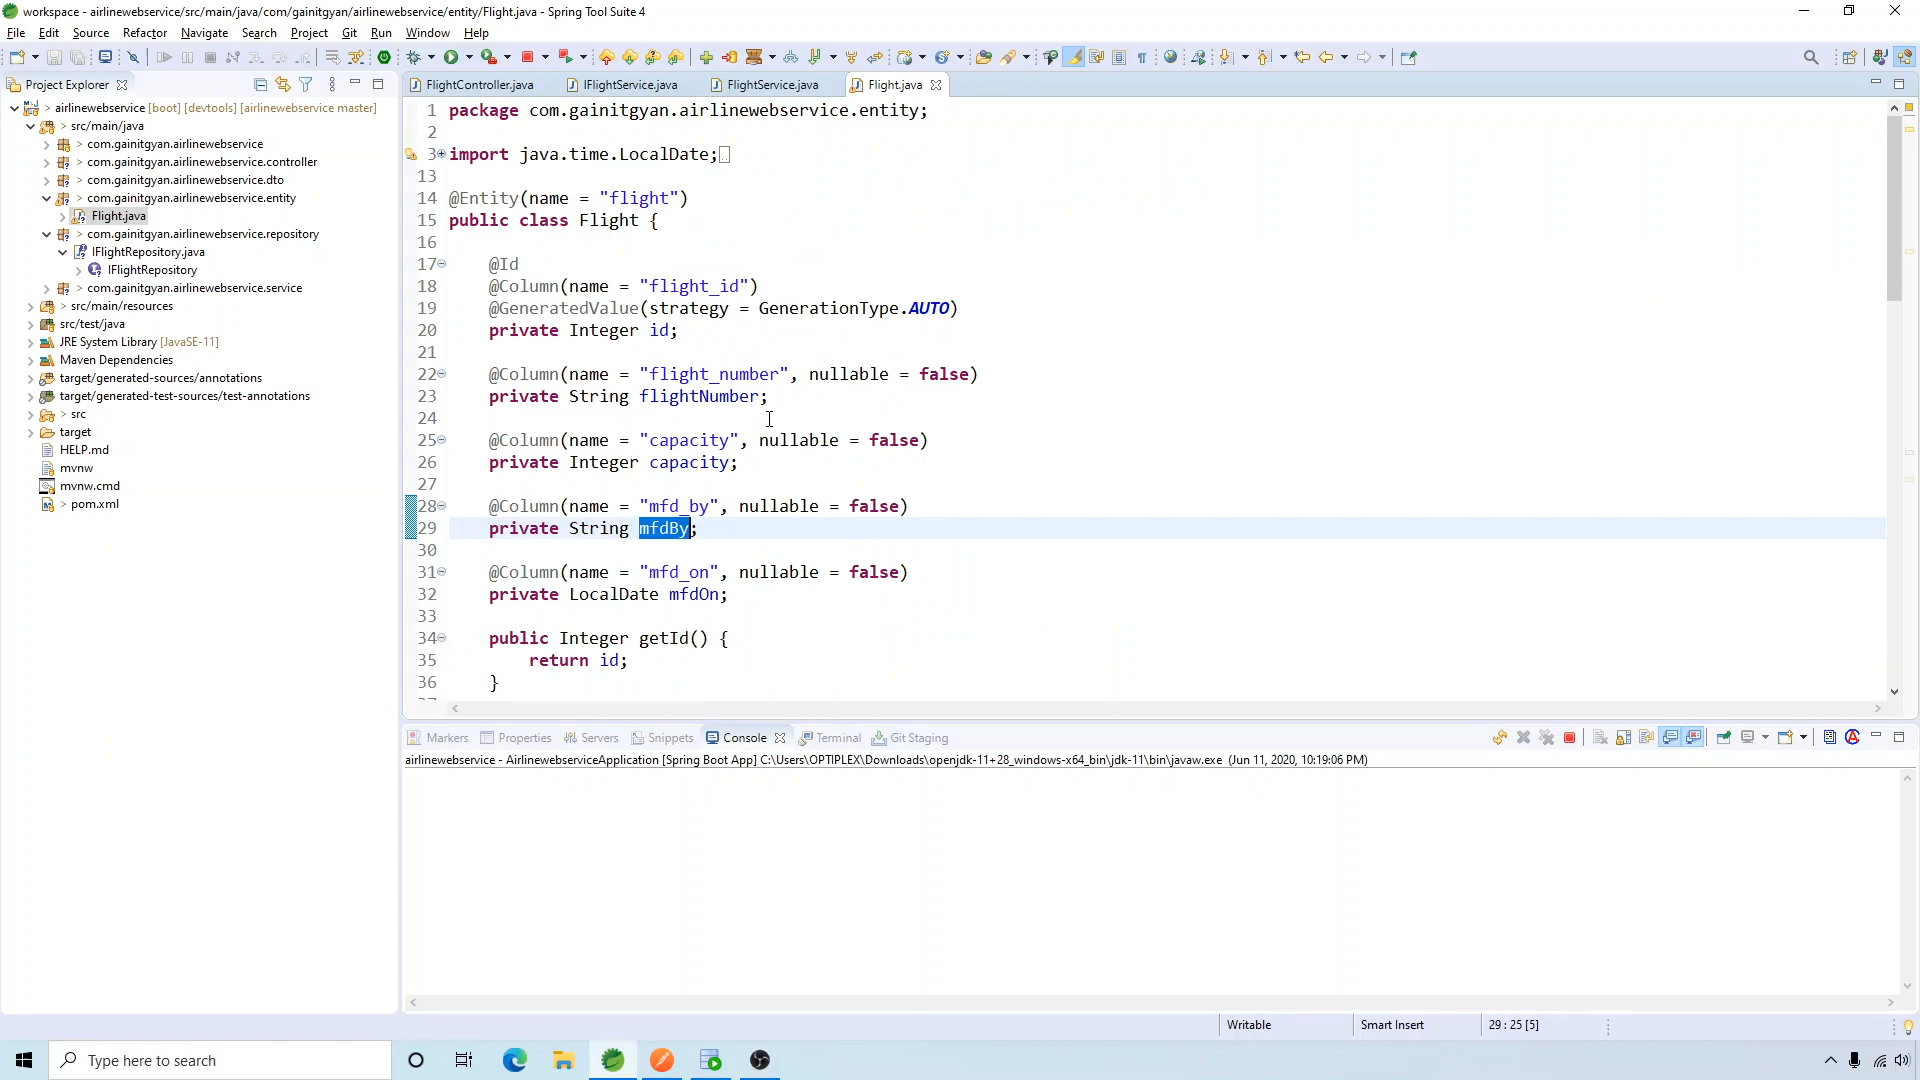 workspace - airlinewebservice/src/main/java/com/gainitgyan/airlinewebservice/entity/Flight.java - Spring Tool Suite 4
File Edit Source Refactor Navigate Search Project Git Run Window Help
Project Explorer
airlinewebservice [boot] [devtools] [airlinewebservice master]
> src/main/java
> com.gainitgyan.airlinewebservice
> com.gainitgyan.airlinewebservice.controller
> com.gainitgyan.airlinewebservice.dto
> com.gainitgyan.airlinewebservice.entity
Flight.java
> com.gainitgyan.airlinewebservice.repository
IFlightRepository.java
IFlightRepository
> com.gainitgyan.airlinewebservice.service
> src/main/resources
src/test/java
JRE System Library [JavaSE-11]
Maven Dependencies
target/generated-sources/annotations
target/generated-test-sources/test-annotations
> src
target
HELP.md
mvnw
mvnw.cmd
> pom.xml
FlightController.java IFlightService.java FlightService.java Flight.java
1 package com.gainitgyan.airlinewebservice.entity;
2
3 import java.time.LocalDate;
13
14 @Entity(name = "flight")
15 public class Flight {
16
17 @Id
18 @Column(name = "flight_id")
19 @GeneratedValue(strategy = GenerationType.AUTO)
20 private Integer id;
21
22 @Column(name = "flight_number", nullable = false)
23 private String flightNumber;
24
25 @Column(name = "capacity", nullable = false)
26 private Integer capacity;
27
28 @Column(name = "mfd_by", nullable = false)
29 private String mfdBy;
30
31 @Column(name = "mfd_on", nullable = false)
32 private LocalDate mfdOn;
33
34 public Integer getId() {
35 return id;
36 }
Markers Properties Servers Snippets Console Terminal Git Staging
airlinewebservice - AirlinewebserviceApplication [Spring Boot App] C:\Users\OPTIPLEX\Downloads\openjdk-11+28_windows-x64_bin\jdk-11\bin\javaw.exe (Jun 11, 2020, 10:19:06 PM)
Writable Smart Insert 29 : 25 [5]
Type here to search